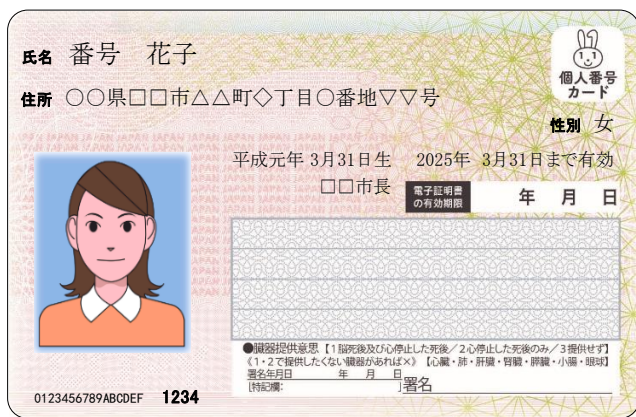 氏名 番号 花子
個人番号
カード
住所 〇〇県□□市△△町◇丁目〇番地▽▽号
性別 女
平成元年 3月31日生 2025年 3月31日まで有効
□□市長 電子証明書の有効期限 年 月 日
●臓器提供意思【1脳死後及び心停止した死後/2心停止した死後のみ/3提供せず】
《1・2で提供したくない臓器があれば×》【心臓・肺・肝臓・腎臓・膵臓・小腸・眼球】
署名年月日 年 月 日
[特記欄: ]署名
0123456789ABCDEF 1234